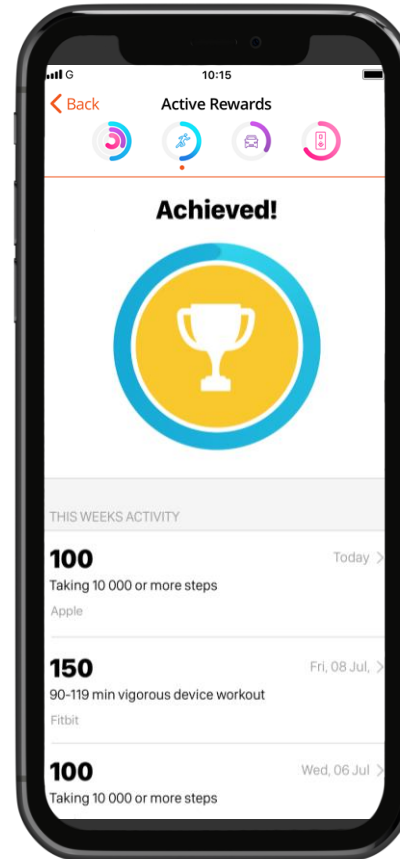 G
10:15
Back
Active Rewards
Achieved!
THIS WEEKS ACTIVITY
100
Today
Taking 10 000 or more steps
Apple
150
Fri, 08 Jul,
90-119 min vigorous device workout
Fitbit
100
Wed, 06 Jul
Taking 10 000 or more steps